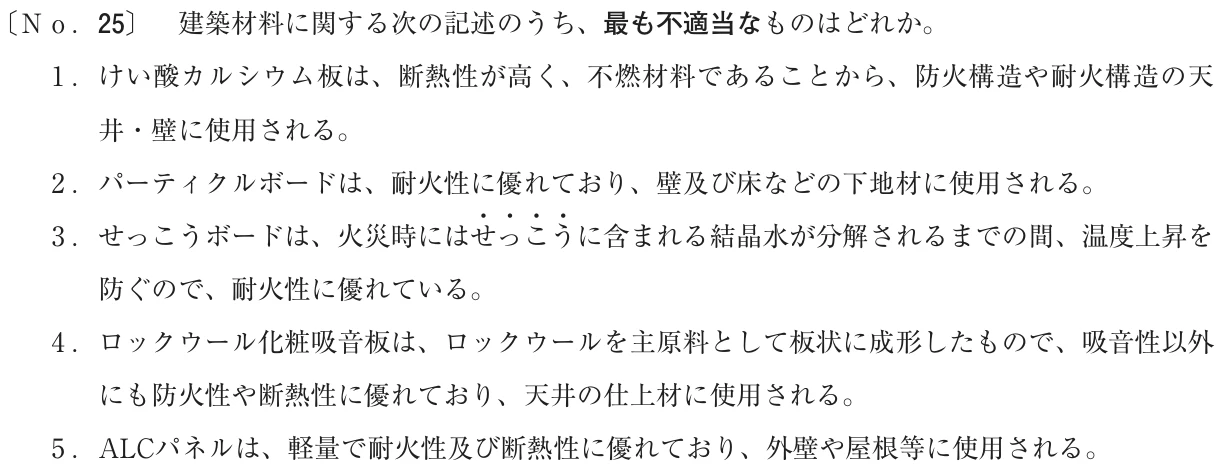 〔Ｎｏ．25〕　建築材料に関する次の記述のうち、最も不適当なものはどれか。
１．けい酸カルシウム板は、断熱性が高く、不燃材料であることから、防火構造や耐火構造の天
井・壁に使用される。
２．パーティクルボードは、耐火性に優れており、壁及び床などの下地材に使用される。
３．せっこうボードは、火災時にはせっこうに含まれる結晶水が分解されるまでの間、温度上昇を
防ぐので、耐火性に優れている。
４．ロックウール化粧吸音板は、ロックウールを主原料として板状に成形したもので、吸音性以外
にも防火性や断熱性に優れており、天井の仕上材に使用される。
５．ALCパネルは、軽量で耐火性及び断熱性に優れており、外壁や屋根等に使用される。